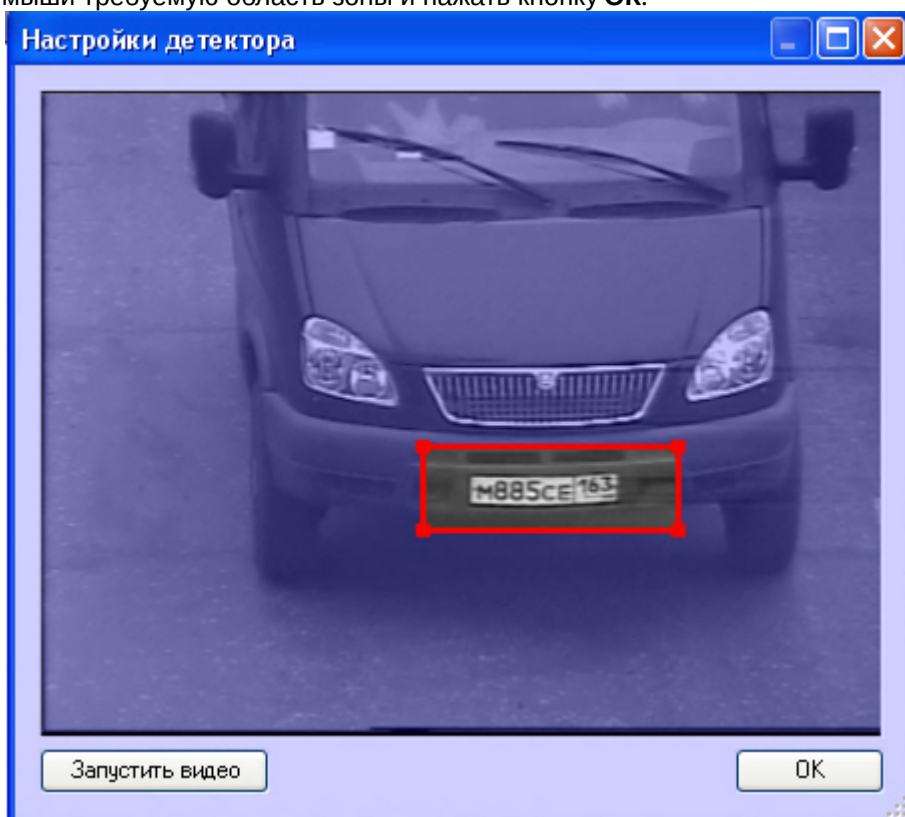 мыши требуемую область зоны и нажать кнопку ОК.
Настройки детектора
М885СЕ 163
Запустить видео
OK